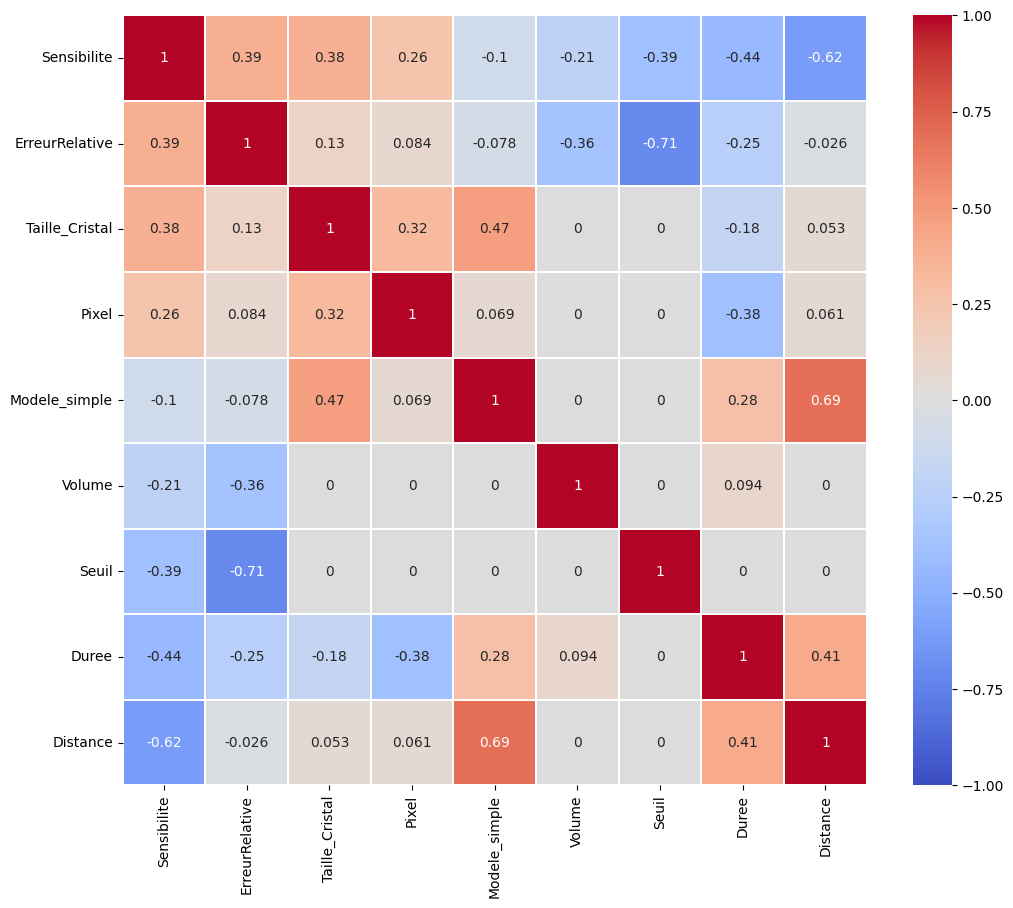 Sensibilite 1 0.39 0.38 0.26 -0.1 -0.21 -0.39 -0.44 -0.62
ErreurRelative 0.39 1 0.13 0.084 -0.078 -0.36 -0.71 -0.25 -0.026
Taille_Cristal 0.38 0.13 1 0.32 0.47 0 0 -0.18 0.053
Pixel 0.26 0.084 0.32 1 0.069 0 0 -0.38 0.061
Modele_simple -0.1 -0.078 0.47 0.069 1 0 0 0.28 0.69
Volume -0.21 -0.36 0 0 0 1 0 0.094 0
Seuil -0.39 -0.71 0 0 0 0 1 0 0
Duree -0.44 -0.25 -0.18 -0.38 0.28 0.094 0 1 0.41
Distance -0.62 -0.026 0.053 0.061 0.69 0 0 0.41 1
Sensibilite
ErreurRelative
Taille_Cristal
Pixel
Modele_simple
Volume
Seuil
Duree
Distance
1.00
0.75
0.50
0.25
0.00
−0.25
−0.50
−0.75
−1.00